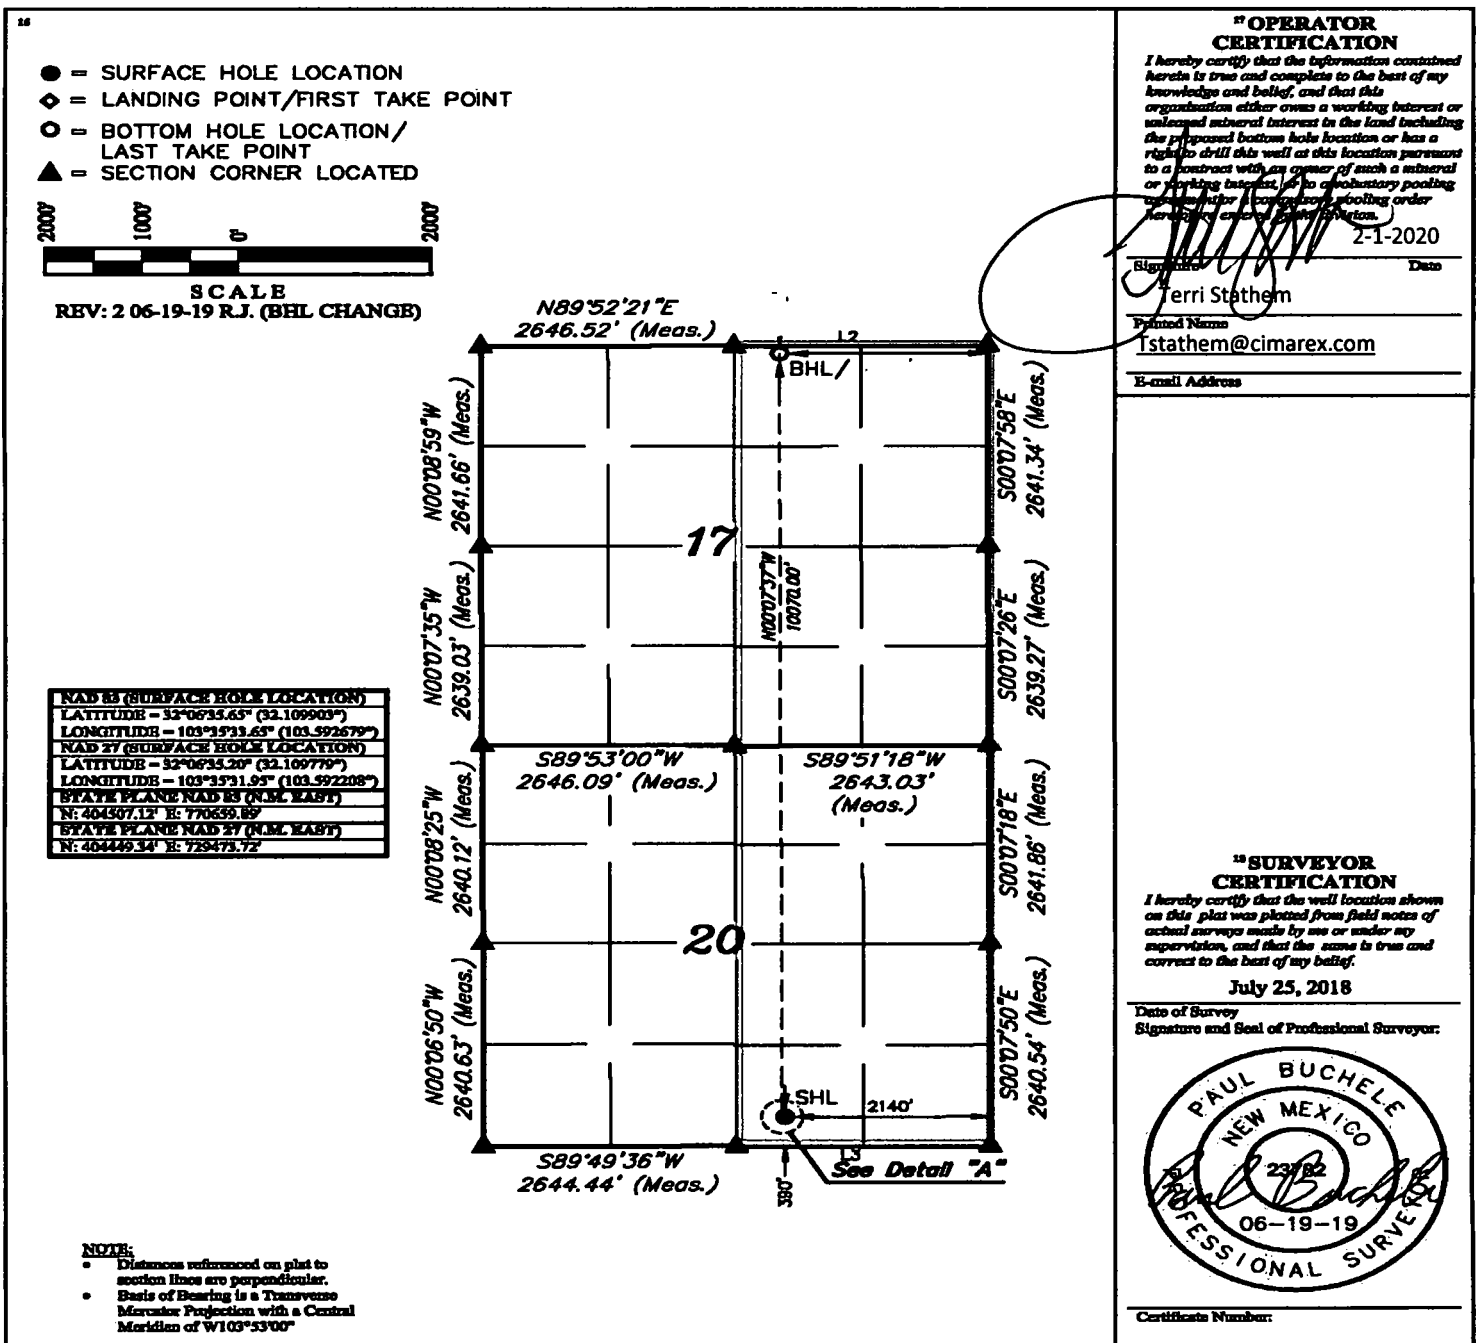 16
● = SURFACE HOLE LOCATION
◇ = LANDING POINT/FIRST TAKE POINT
○ = BOTTOM HOLE LOCATION/
LAST TAKE POINT
▲ = SECTION CORNER LOCATED
2000' 1000' 0' 2000'
SCALE
REV: 2 06-19-19 R.J. (BHL CHANGE)
N89°52'21"E
2646.52' (Meas.)
L2
BHL/
N00°08'59"W
2641.66' (Meas.)
S00°07'58"E
2641.34' (Meas.)
17
N00°07'37"W
10070.00'
N00°07'35"W
2639.03' (Meas.)
S00°07'26"E
2639.27' (Meas.)
NAD 83 (SURFACE HOLE LOCATION)
LATITUDE = 32°06'35.65" (32.109903°)
LONGITUDE = 103°35'33.65" (103.592679°)
NAD 27 (SURFACE HOLE LOCATION)
LATITUDE = 32°06'35.20" (32.109779°)
LONGITUDE = 103°35'31.95" (103.592208°)
STATE PLANE NAD 83 (N.M. EAST)
N: 404507.12' E: 770659.89'
STATE PLANE NAD 27 (N.M. EAST)
N: 404449.34' E: 729473.72'
S89°53'00"W
2646.09' (Meas.)
S89°51'18"W
2643.03'
(Meas.)
N00°08'25"W
2640.12' (Meas.)
S00°07'18"E
2641.86' (Meas.)
20
N00°06'50"W
2640.63' (Meas.)
S00°07'50"E
2640.54' (Meas.)
SHL
2140'
L3
See Detail "A"
390'
S89°49'36"W
2644.44' (Meas.)
NOTE:
• Distances referenced on plat to
section lines are perpendicular.
• Basis of Bearing is a Transverse
Mercator Projection with a Central
Meridian of W103°53'00"
17 OPERATOR
CERTIFICATION
I hereby certify that the information contained
herein is true and complete to the best of my
knowledge and belief, and that this
organization either owns a working interest or
unleased mineral interest in the land including
the proposed bottom hole location or has a
right to drill this well at this location pursuant
to a contract with an owner of such a mineral
or working interest, or to a voluntary pooling
agreement or a compulsory pooling order
heretofore entered by the division.
2-1-2020
Signature Date
Terri Stathem
Printed Name
Tstathem@cimarex.com
E-mail Address
18 SURVEYOR
CERTIFICATION
I hereby certify that the well location shown
on this plat was plotted from field notes of
actual surveys made by me or under my
supervision, and that the same is true and
correct to the best of my belief.
July 25, 2018
Date of Survey
Signature and Seal of Professional Surveyor:
PAUL BUCHELE
NEW MEXICO
23782
06-19-19
PROFESSIONAL SURVEYOR
Certificate Number: